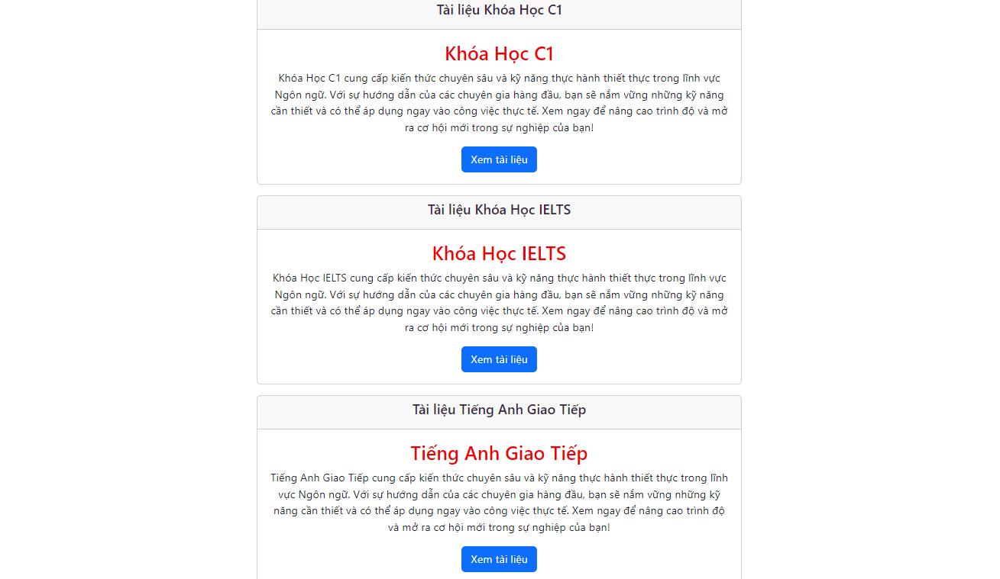 Tài liệu Khóa Học C1
Khóa Học C1
Khóa Học C1 cung cấp kiến thức chuyên sâu và kỹ năng thực hành thiết thực trong lĩnh vực
Ngôn ngữ. Với sự hướng dẫn của các chuyên gia hàng đầu, bạn sẽ nắm vững những kỹ năng
cần thiết và có thể áp dụng ngay vào công việc thực tế. Xem ngay để nâng cao trình độ và mở
ra cơ hội mới trong sự nghiệp của bạn!
Xem tài liệu
Tài liệu Khóa Học IELTS
Khóa Học IELTS
Khóa Học IELTS cung cấp kiến thức chuyên sâu và kỹ năng thực hành thiết thực trong lĩnh vực
Ngôn ngữ. Với sự hướng dẫn của các chuyên gia hàng đầu, bạn sẽ nắm vững những kỹ năng
cần thiết và có thể áp dụng ngay vào công việc thực tế. Xem ngay để nâng cao trình độ và mở
ra cơ hội mới trong sự nghiệp của bạn!
Xem tài liệu
Tài liệu Tiếng Anh Giao Tiếp
Tiếng Anh Giao Tiếp
Tiếng Anh Giao Tiếp cung cấp kiến thức chuyên sâu và kỹ năng thực hành thiết thực trong lĩnh
vực Ngôn ngữ. Với sự hướng dẫn của các chuyên gia hàng đầu, bạn sẽ nắm vững những kỹ
năng cần thiết và có thể áp dụng ngay vào công việc thực tế. Xem ngay để nâng cao trình độ
và mở ra cơ hội mới trong sự nghiệp của bạn!
Xem tài liệu